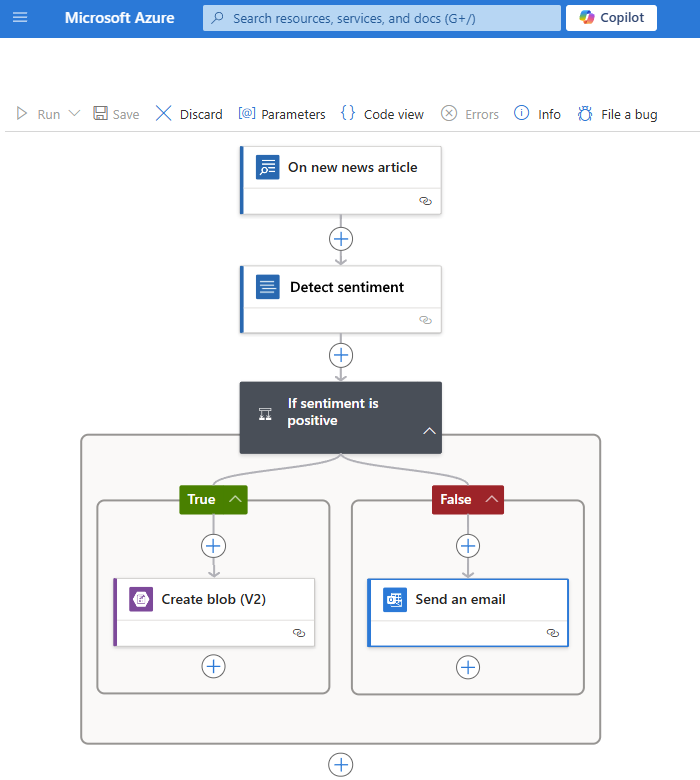 Microsoft Azure
Search resources, services, and docs (G+/)
Copilot
Run
Save
Discard
Parameters
Code view
Errors
Info
File a bug
On new news article
Detect sentiment
If sentiment is
positive
True
False
Create blob (V2)
Send an email